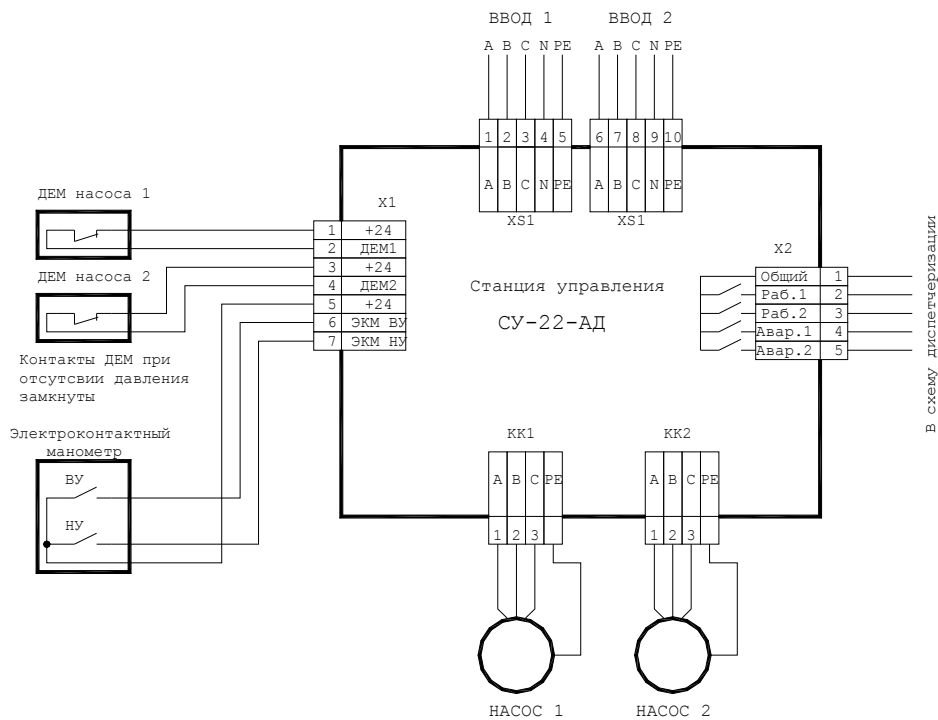 ВВОД 1
ВВОД 2
A B C N PE
A B C N PE
1 2 3 4 5
6 7 8 9 10
A B C N PE
A B C N PE
XS1
XS1
ДЕМ насоса 1
X1
1 +24
2 ДЕМ1
3 +24
4 ДЕМ2
5 +24
6 ЭКМ ВУ
7 ЭКМ НУ
ДЕМ насоса 2
Контакты ДЕМ при
отсутсвии давления
замкнуты
Станция управления
СУ-22-АД
X2
Общий 1
Раб.1 2
Раб.2 3
Авар.1 4
Авар.2 5
В схему диспетчеризации
Электроконтактный
манометр
ВУ
НУ
КК1
КК2
A B C PE
A B C PE
1 2 3
1 2 3
НАСОС 1
НАСОС 2